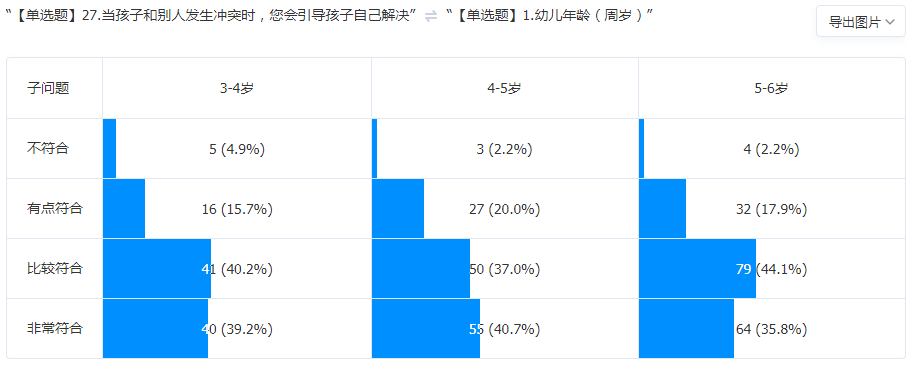 “【单选题】27.当孩子和别人发生冲突时，您会引导孩子自己解决” ⇌ “【单选题】1.幼儿年龄（周岁）” 导出图片
子问题 3-4岁 4-5岁 5-6岁
不符合 5 (4.9%) 3 (2.2%) 4 (2.2%)
有点符合 16 (15.7%) 27 (20.0%) 32 (17.9%)
比较符合 41 (40.2%) 50 (37.0%) 79 (44.1%)
非常符合 40 (39.2%) 55 (40.7%) 64 (35.8%)